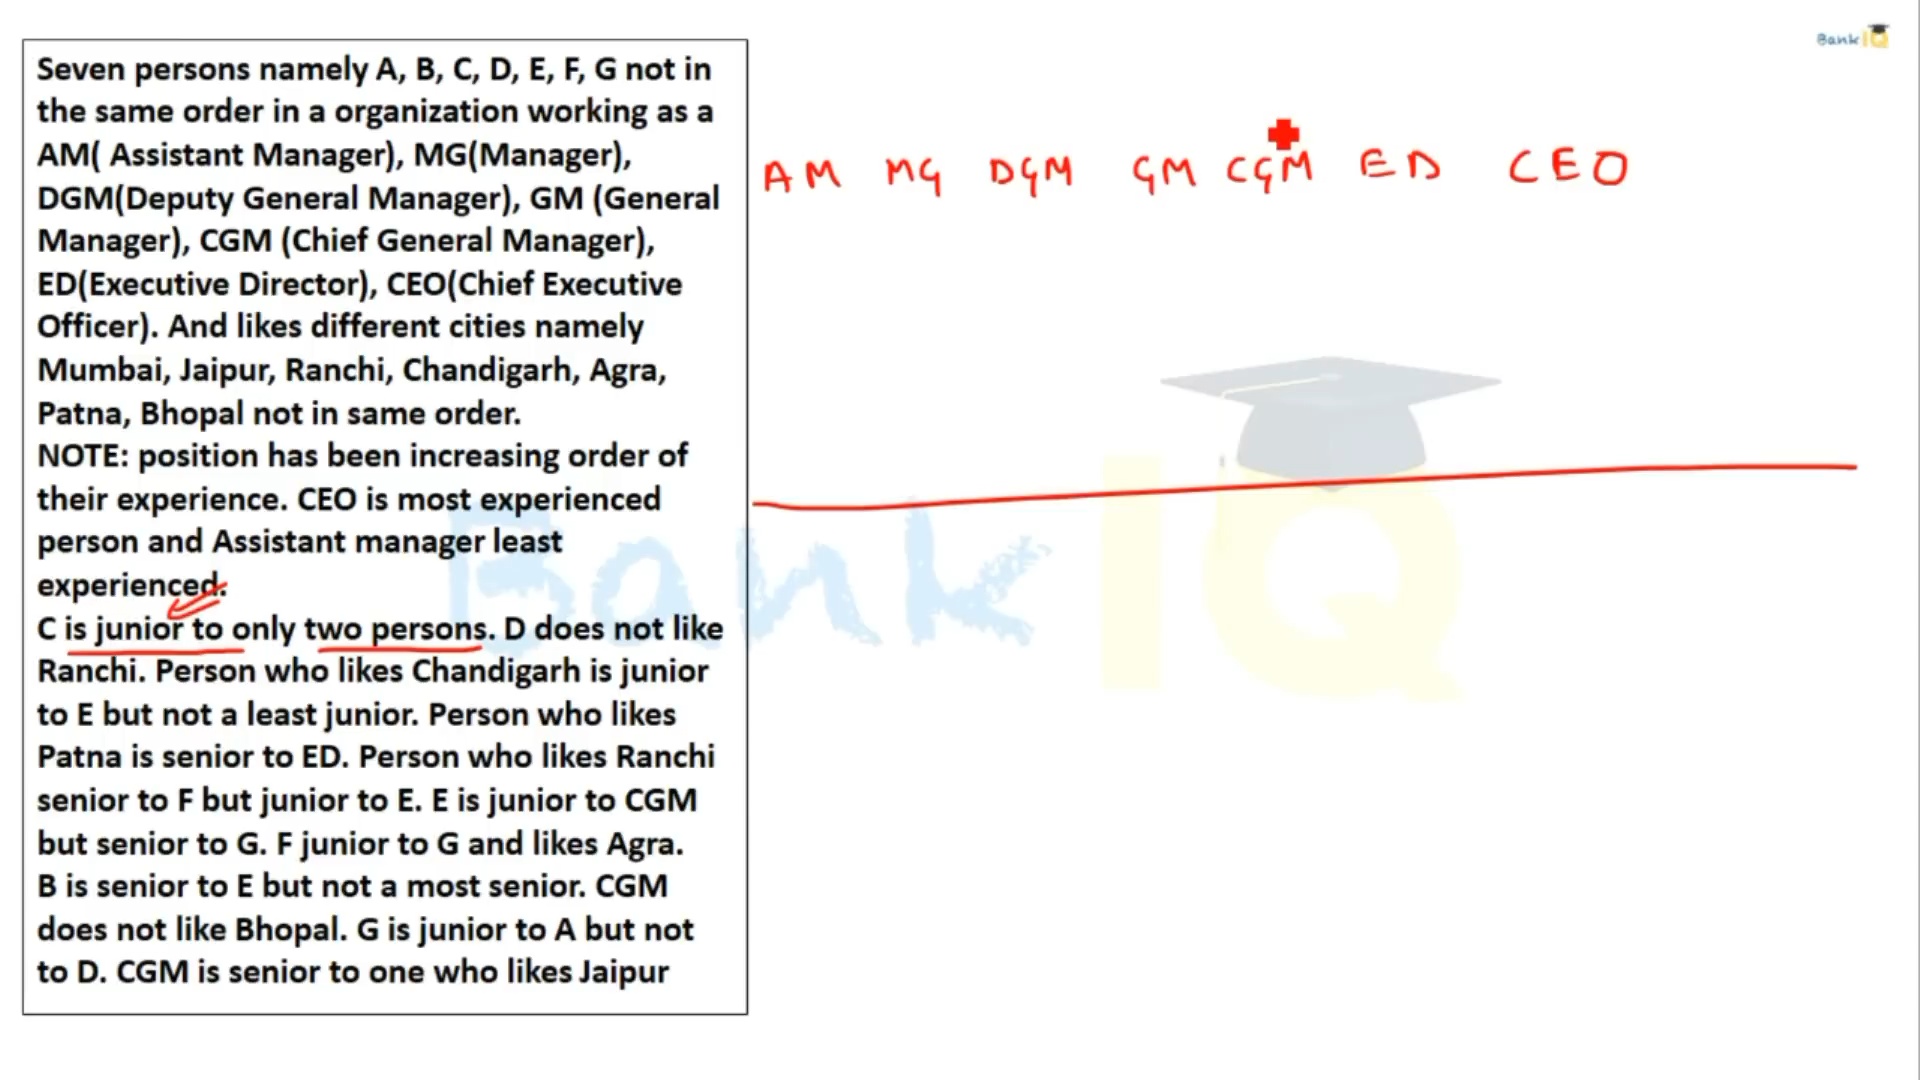 Bank IQ
Seven persons namely A, B, C, D, E, F, G not in
the same order in a organization working as a
AM( Assistant Manager), MG(Manager),
DGM(Deputy General Manager), GM (General
Manager), CGM (Chief General Manager),
ED(Executive Director), CEO(Chief Executive
Officer). And likes different cities namely
Mumbai, Jaipur, Ranchi, Chandigarh, Agra,
Patna, Bhopal not in same order.
NOTE: position has been increasing order of
their experience. CEO is most experienced
person and Assistant manager least
experienced.
C is junior to only two persons. D does not like
Ranchi. Person who likes Chandigarh is junior
to E but not a least junior. Person who likes
Patna is senior to ED. Person who likes Ranchi
senior to F but junior to E. E is junior to CGM
but senior to G. F junior to G and likes Agra.
B is senior to E but not a most senior. CGM
does not like Bhopal. G is junior to A but not
to D. CGM is senior to one who likes Jaipur
AM MG DGM GM CGM ED CEO
Bank IQ